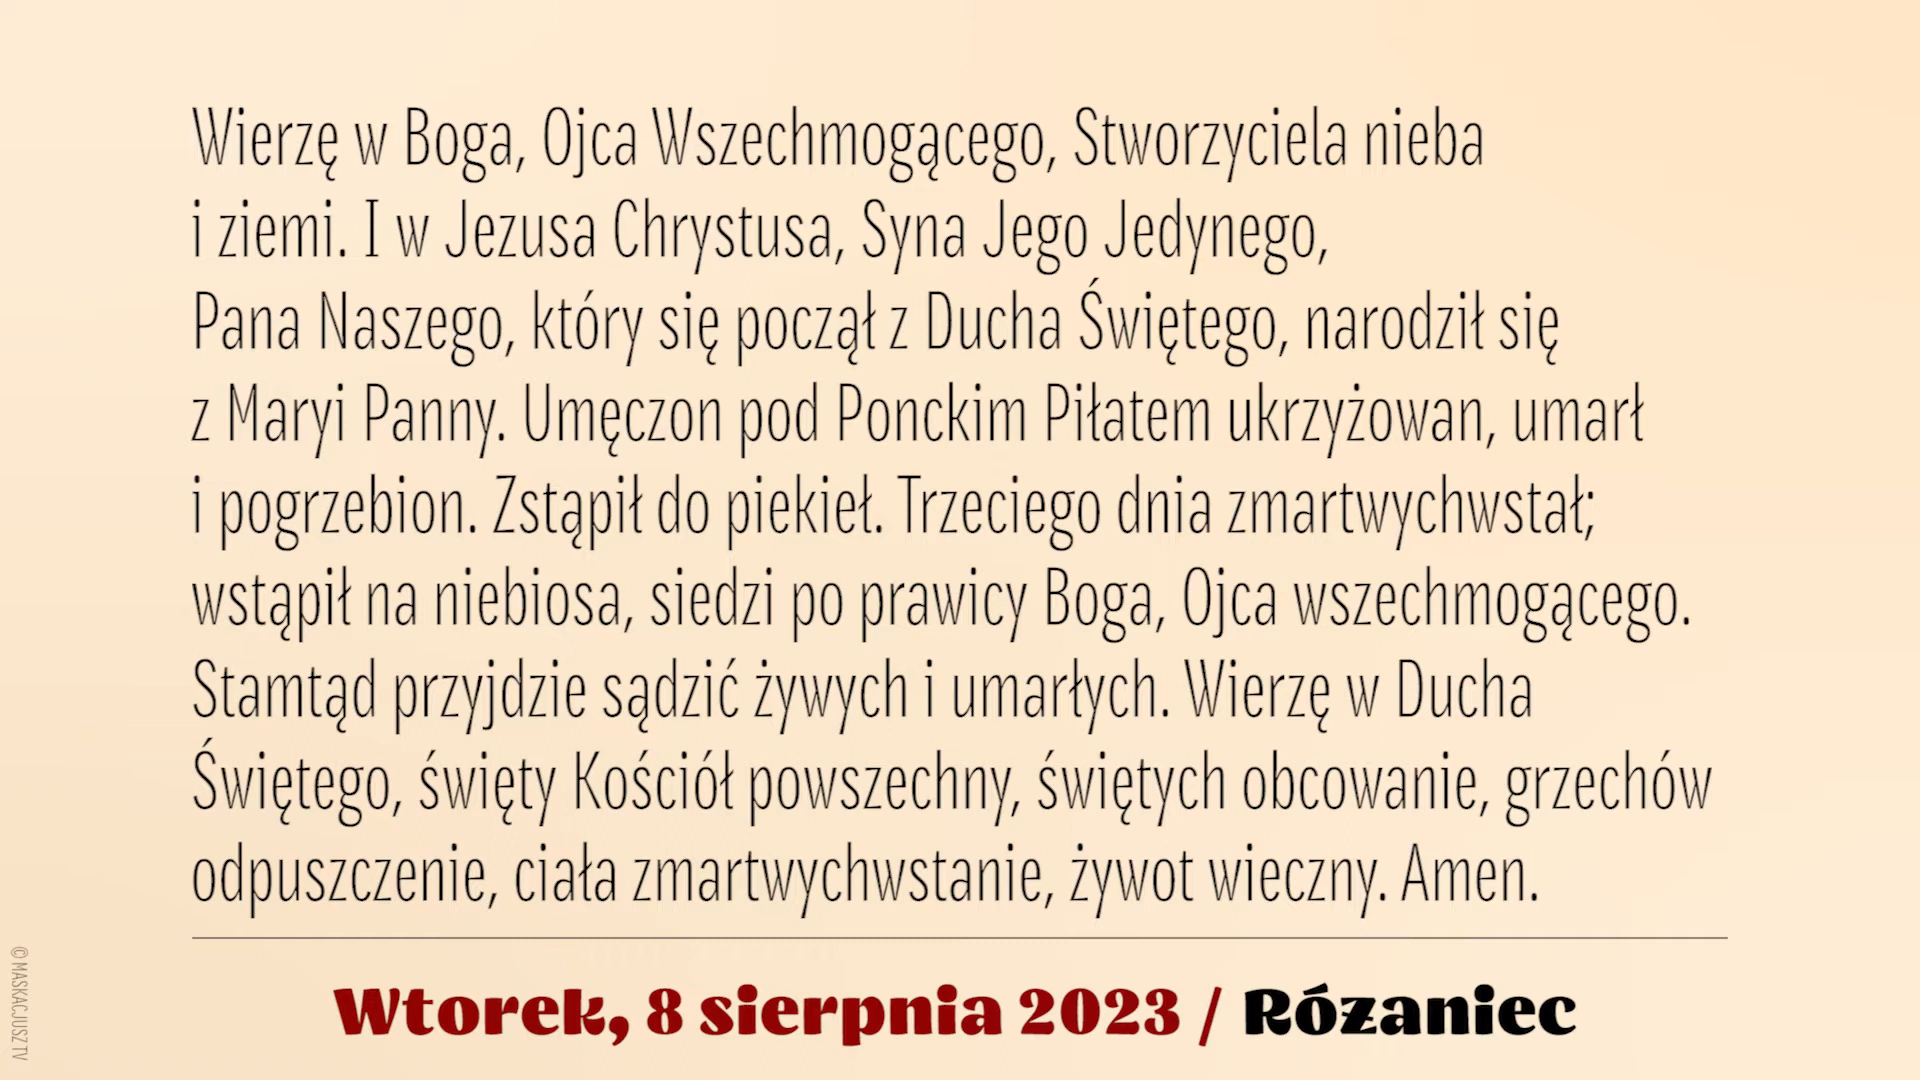 Wierzę w Boga, Ojca Wszechmogącego, Stworzyciela nieba
i ziemi. I w Jezusa Chrystusa, Syna Jego Jedynego,
Pana Naszego, który się począł z Ducha Świętego, narodził się
z Maryi Panny. Umęczon pod Ponckim Piłatem ukrzyżowan, umarł
i pogrzebion. Zstąpił do piekieł. Trzeciego dnia zmartwychwstał;
wstąpił na niebiosa, siedzi po prawicy Boga, Ojca wszechmogącego.
Stamtąd przyjdzie sądzić żywych i umarłych. Wierzę w Ducha
Świętego, święty Kościół powszechny, świętych obcowanie, grzechów
odpuszczenie, ciała zmartwychwstanie, żywot wieczny. Amen.
Wtorek, 8 sierpnia 2023 / Różaniec
© MASKACJUSZ TV